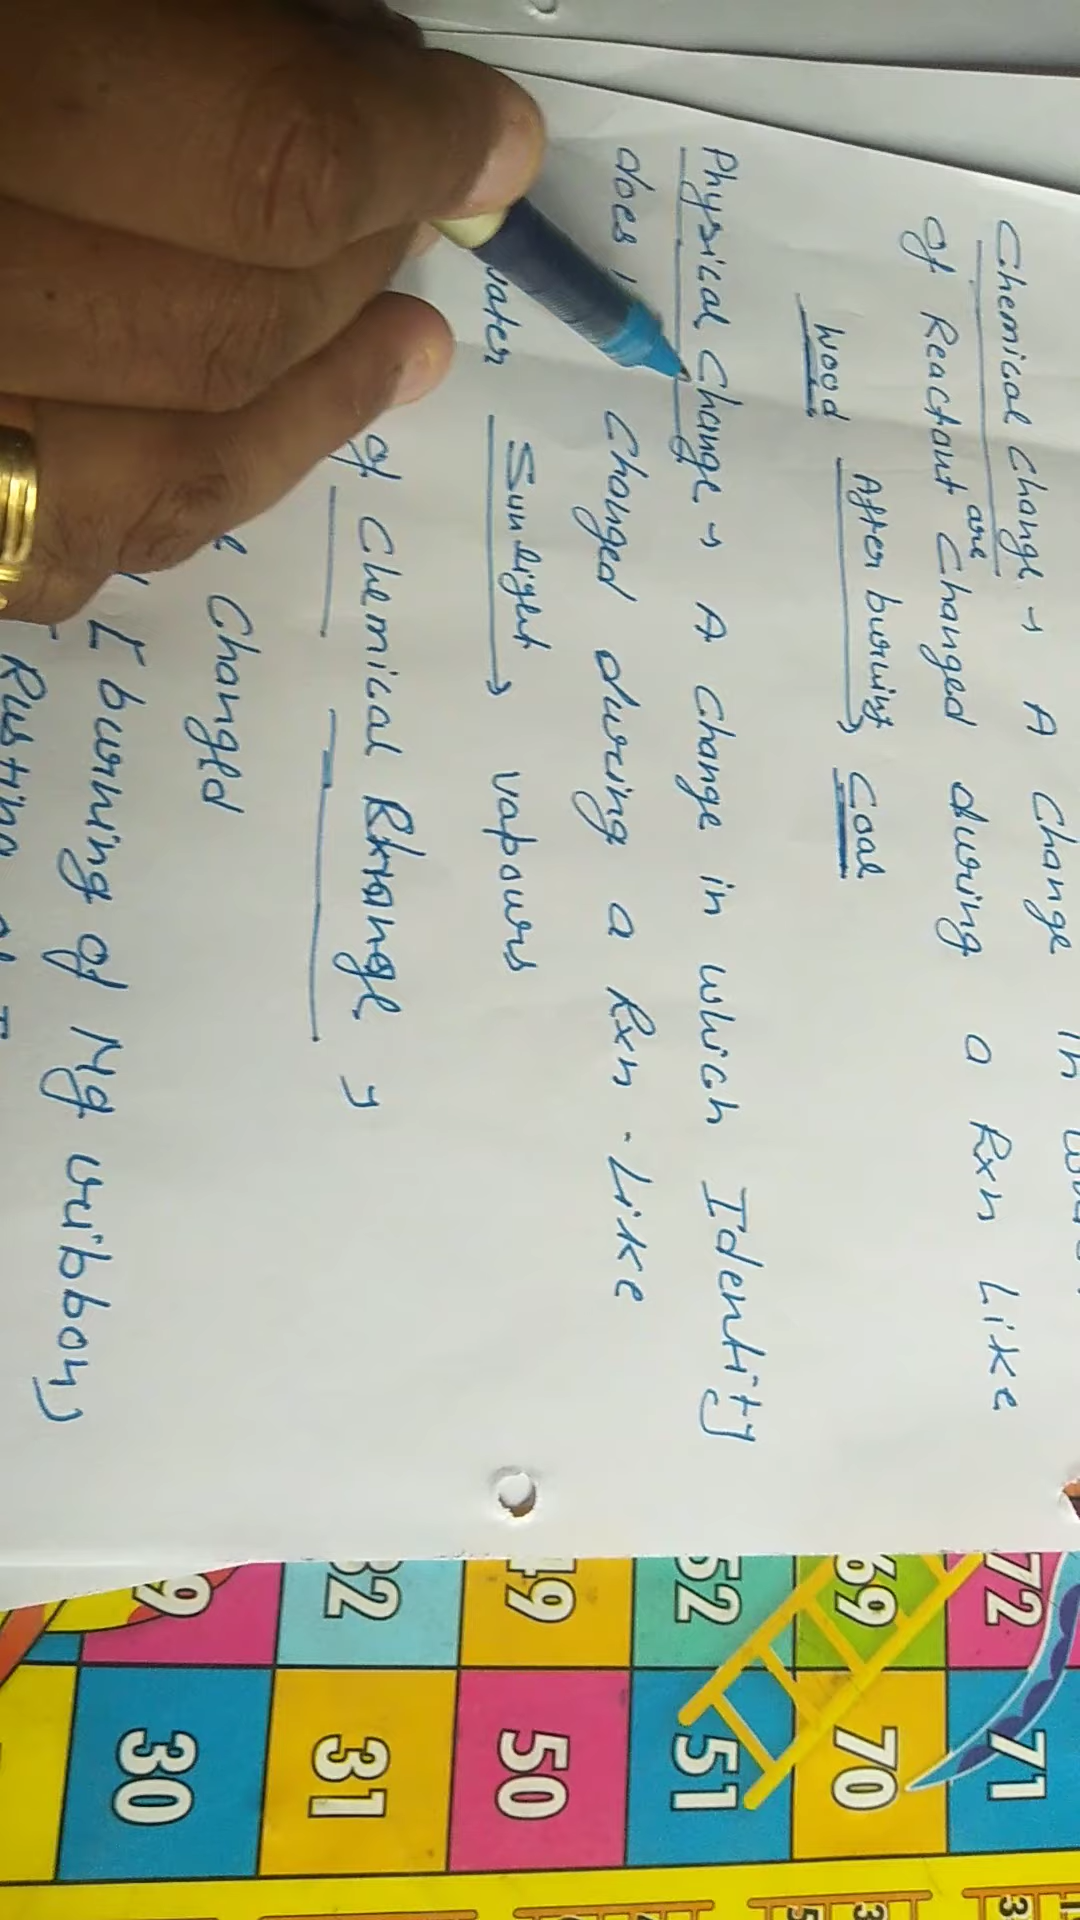 Chemical Change → A Change in
of Reactant are Changed during a Rxn Like
Wood After burning Coal
Physical Change → A Change in which Identity
does Changed during a Rxn - Like
water Sunlight → vapours
of Chemical Change →
Changed
[ burning of Mg ribbon)
Rusting of
72 71
69 70
52 51
49 50
32 31
30